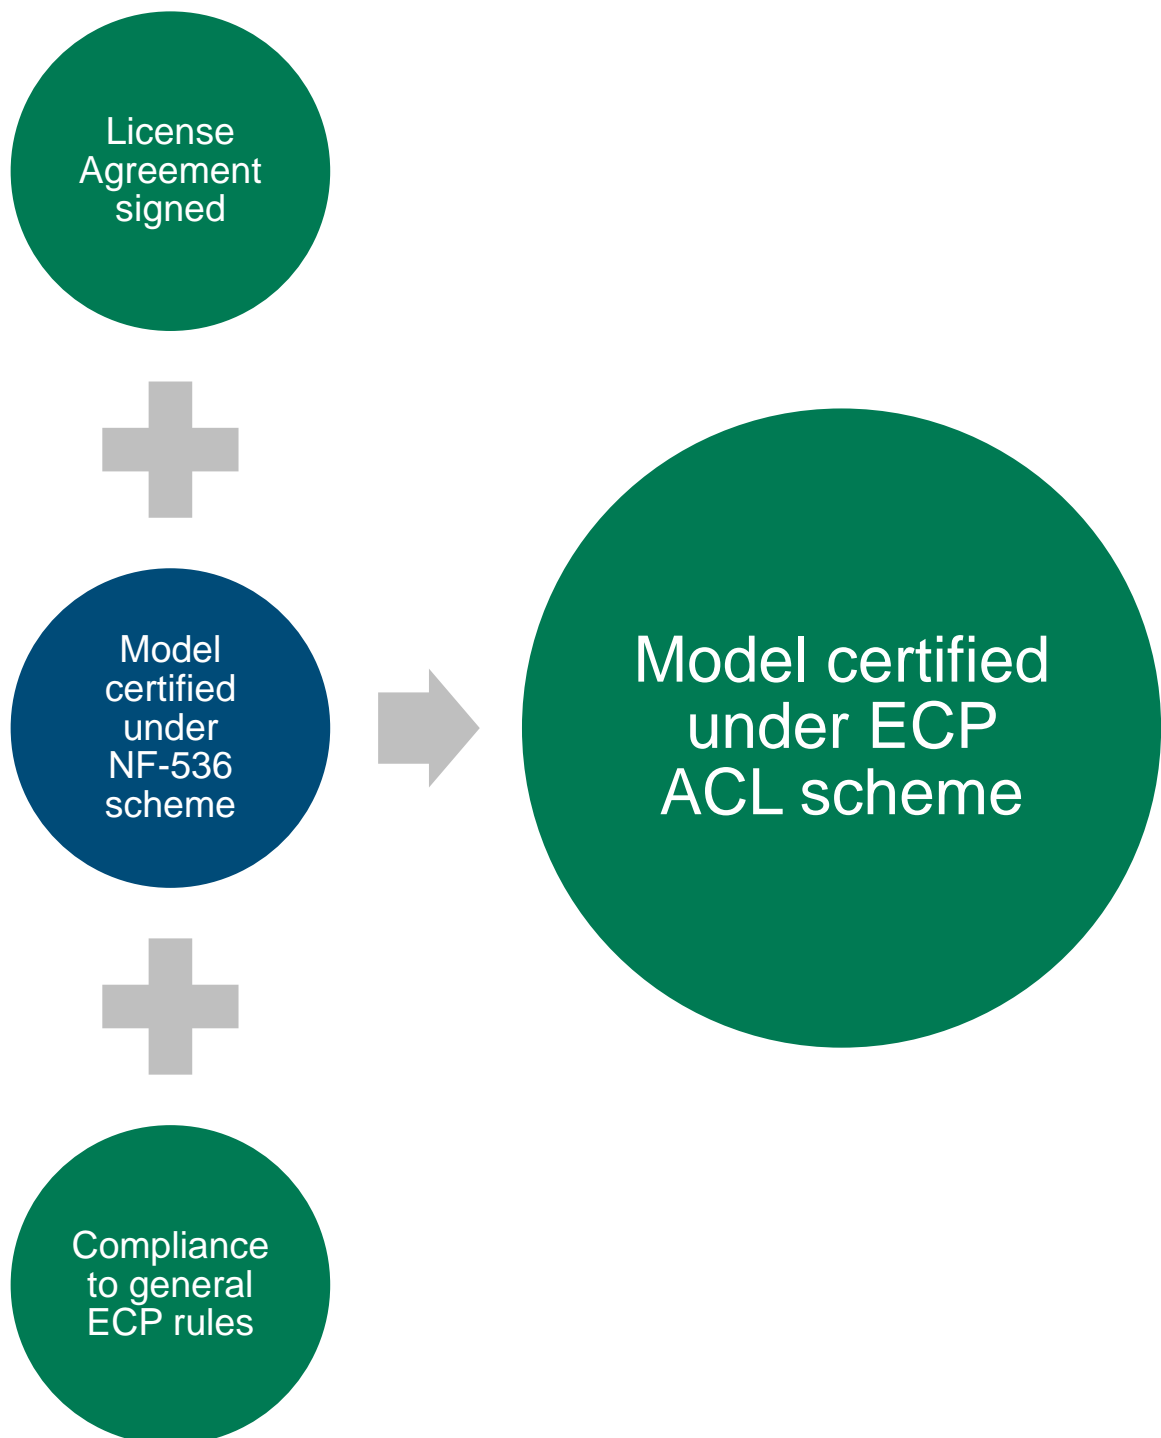 License
Agreement
signed
Model
certified
under
NF-536
scheme
Model certified
under ECP
ACL scheme
Compliance
to general
ECP rules